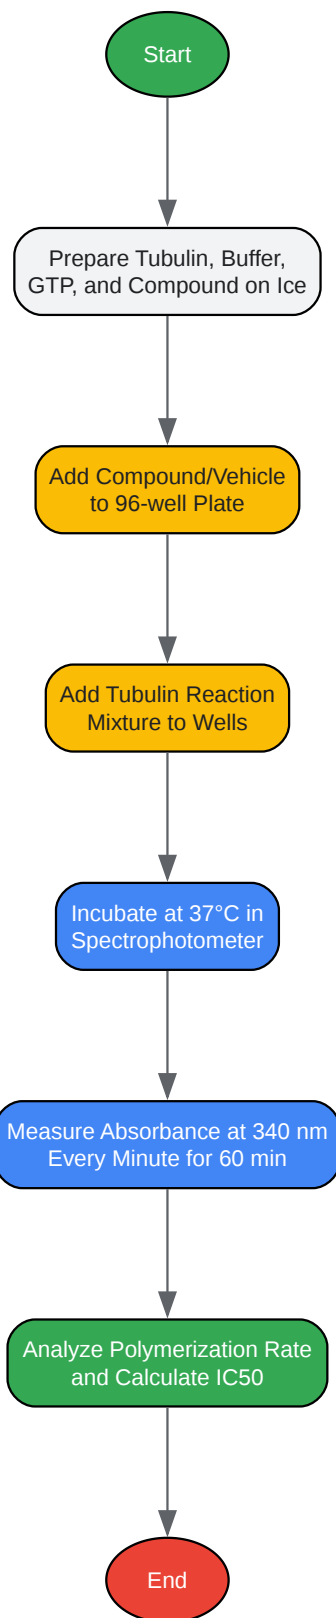 Start
Prepare Tubulin, Buffer,
GTP, and Compound on Ice
Add Compound/Vehicle
to 96-well Plate
Add Tubulin Reaction
Mixture to Wells
Incubate at 37°C in
Spectrophotometer
Measure Absorbance at 340 nm
Every Minute for 60 min
Analyze Polymerization Rate
and Calculate IC50
End